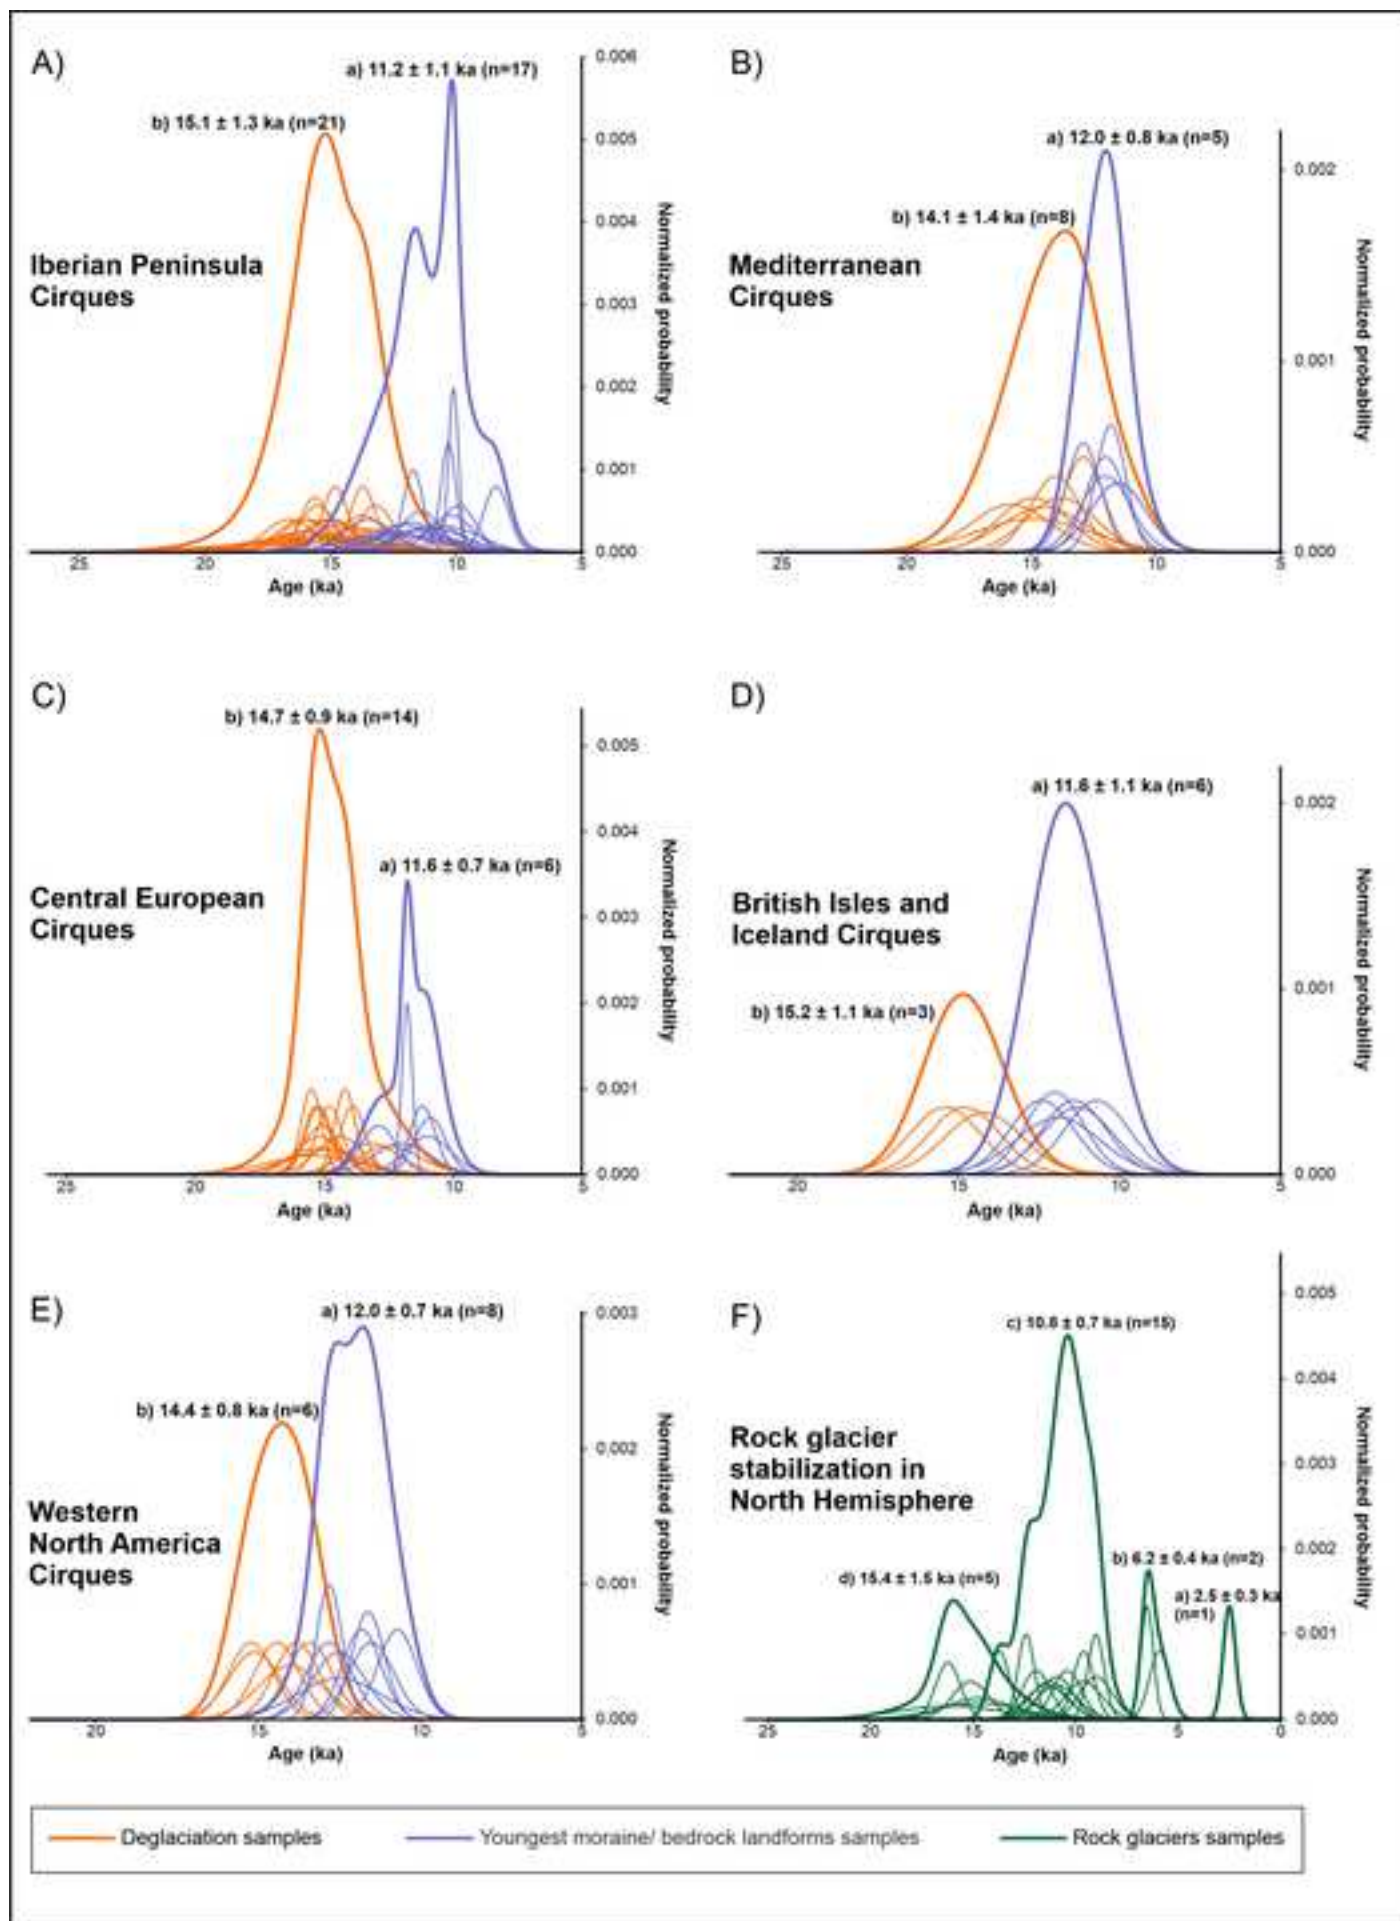 A)
a) 11.2 ± 1.1 ka (n=17)
b) 15.1 ± 1.3 ka (n=21)
Iberian Peninsula
Cirques
0.006
0.005
0.004
0.003
0.002
0.001
0.000
Normalized probability
25 20 15 10 5
Age (ka)
B)
a) 12.0 ± 0.8 ka (n=5)
b) 14.1 ± 1.4 ka (n=8)
Mediterranean
Cirques
0.002
0.001
0.000
Normalized probability
25 20 15 10 5
Age (ka)
C)
b) 14.7 ± 0.9 ka (n=14)
a) 11.6 ± 0.7 ka (n=6)
Central European
Cirques
0.005
0.004
0.003
0.002
0.001
0.000
Normalized probability
25 20 15 10 5
Age (ka)
D)
a) 11.6 ± 1.1 ka (n=6)
b) 15.2 ± 1.1 ka (n=3)
British Isles and
Iceland Cirques
0.002
0.001
0.000
Normalized probability
20 15 10 5
Age (ka)
E)
a) 12.0 ± 0.7 ka (n=8)
b) 14.4 ± 0.8 ka (n=6)
Western
North America
Cirques
0.003
0.002
0.001
0.000
Normalized probability
20 15 10 5
Age (ka)
F)
c) ± 0.7 ka (n=15)
Rock glacier
stabilization in
North Hemisphere
d) 15.4 ± 1.5 ka (n=5)
b) 6.2 ± 0.4 ka (n=2)
a) 2.5 ± 0.3 ka
(n=1)
0.005
0.004
0.003
0.002
0.001
0.000
Normalized probability
25 20 15 10 5 0
Age (ka)
Deglaciation samples
Youngest moraine/ bedrock landforms samples
Rock glaciers samples